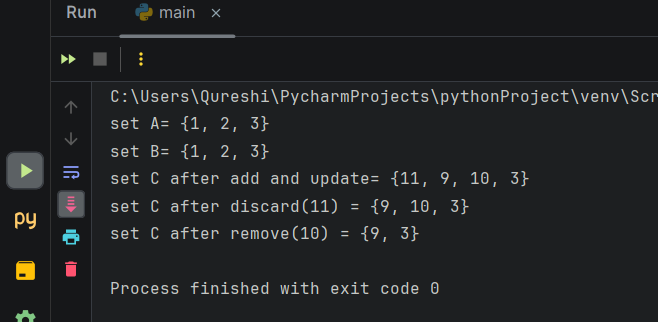 Run main
C:\Users\Qureshi\PycharmProjects\pythonProject\venv\Scr
set A= {1, 2, 3}
set B= {1, 2, 3}
set C after add and update= {11, 9, 10, 3}
set C after discard(11) = {9, 10, 3}
set C after remove(10) = {9, 3}
py
Process finished with exit code 0